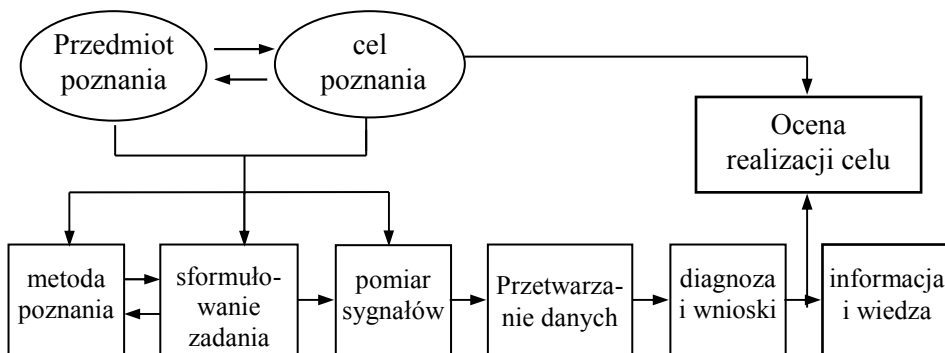 Przedmiot
poznania
cel
poznania
Ocena
realizacji celu
metoda
poznania
sformuło-
wanie
zadania
pomiar
sygnałów
Przetwarza-
nie danych
diagnoza
i wnioski
informacja
i wiedza